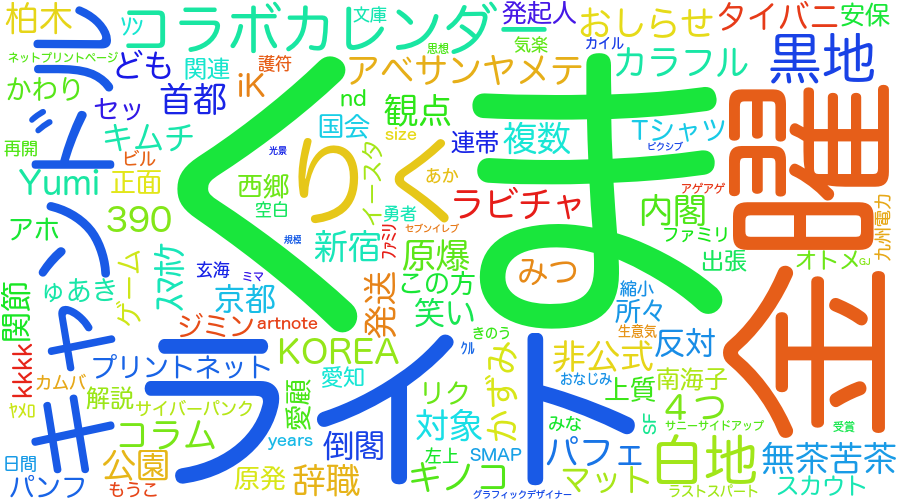 柏木
ツツ
コラボカレンダー
文庫
思想
発起人
おしらせ
タイバニ
安保
ネットプリントページ
ども
関連
護符
気楽
カイル
カラフル
黒地
かわり
セッ
首都
iK
アベサンヤメテ
nd
観点
キムチ
国会
size
連帯
複数
Tシャツ
ピクシブ
再開
ビル
光景
Yumi
正面
西郷
空白
りく
イースタ
あか
勇者
セブンイレブ
ラビチャ
アゲアゲ
内閣
ファミリ
金曜
九州電力
390
アホ
くま
規極
ファミリ
新宿
原爆
みつ
出張
オトメ
GJ
玄海
ミマ
スマホケ
ゅあき
ゲーム
京都
発送
この方
笑い
縮小
所々
生意気
関節
ジミン
artnote
きのう
反対
キャンドル
kkkk
プリントネット
KOREA
クル
かずみ
非公式
おなじみ
上質
南海子
カムバ
愛知
愛顧
リク
4つ
ヤメロ
解説
サイバーパンク
ライト
コラム
years
対象
みな
SF
サニーサイドアップ
受賞
日間
公園
倒閣
左上
SMAP
パフェ
白地
無茶苦茶
パンフ
もうこ
原発
辞職
ギノコ
マット
グラフィックデザイナー
ラストスパート
スカウト